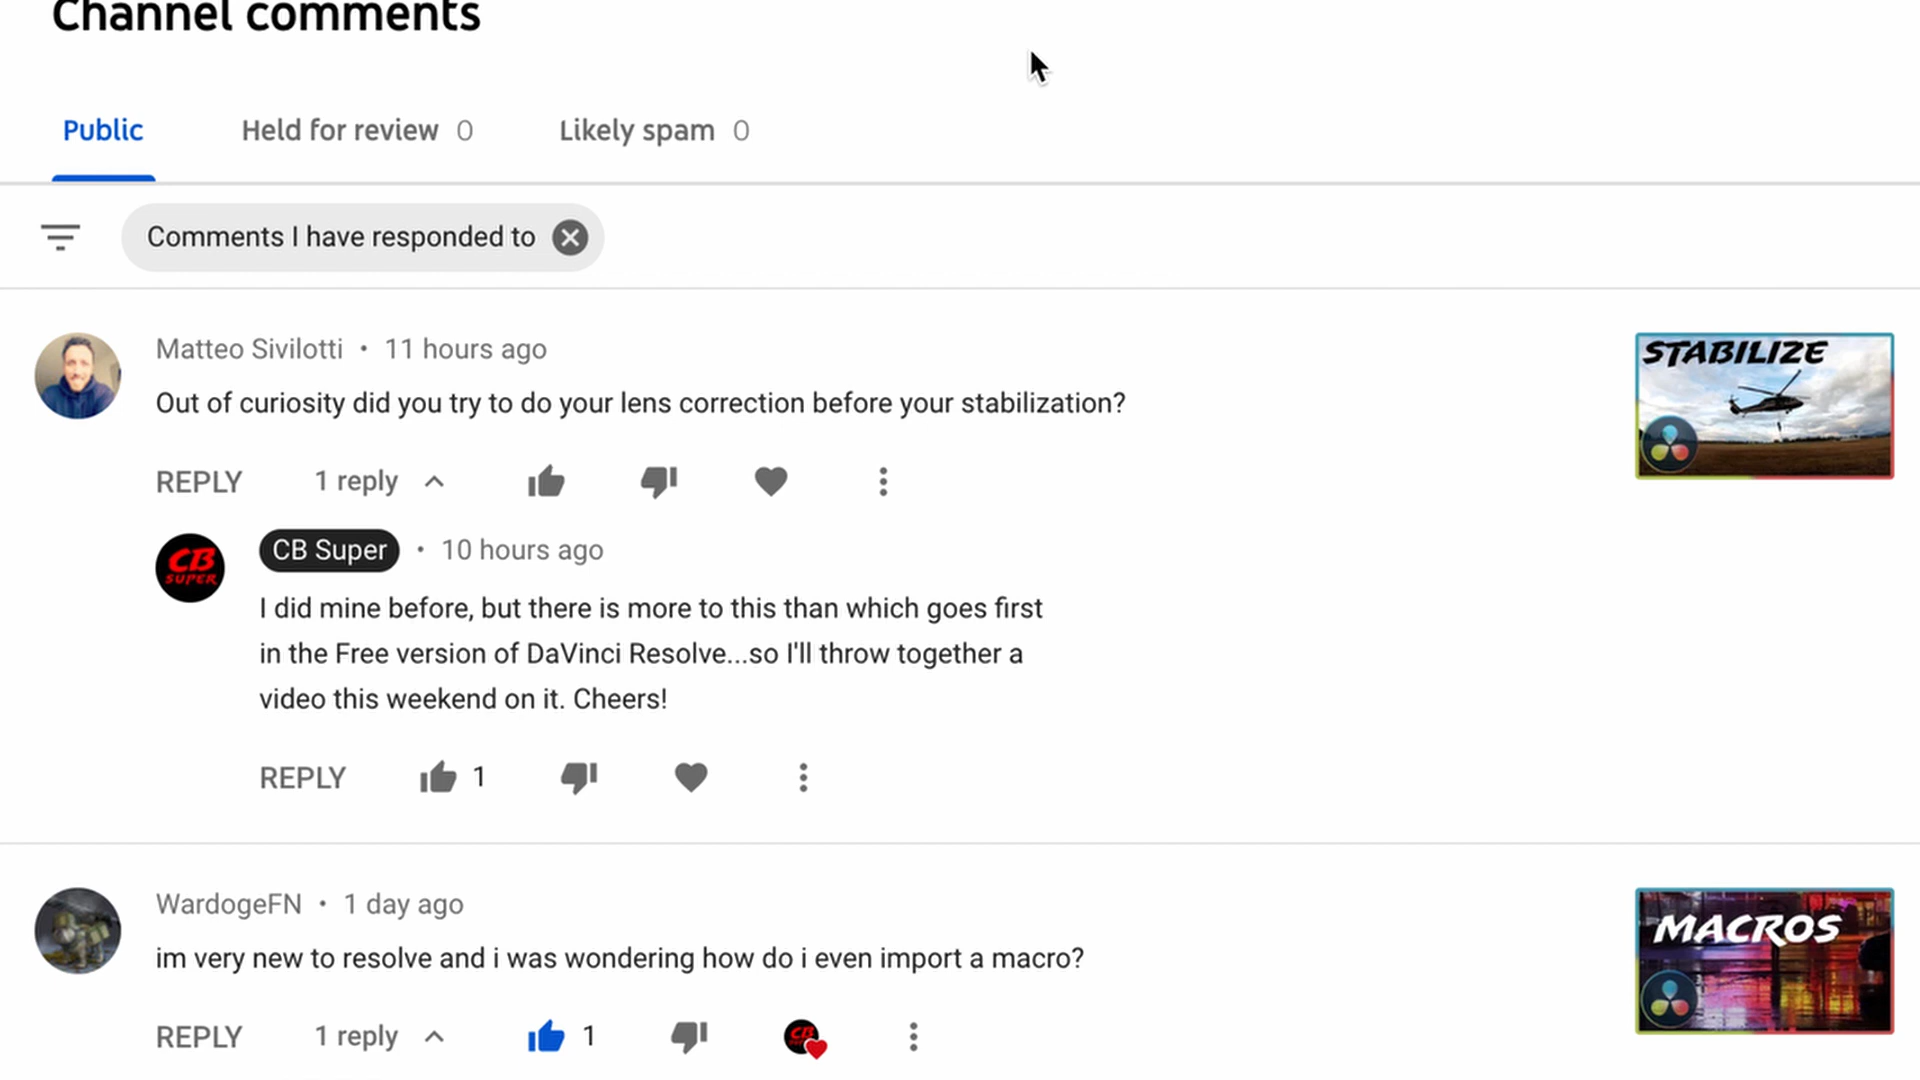 Channel comments
Public
Held for review 0
Likely spam 0
Comments I have responded to
Matteo Sivilotti • 11 hours ago
Out of curiosity did you try to do your lens correction before your stabilization?
STABILIZE
REPLY
1 reply
CB SUPER
CB Super • 10 hours ago
I did mine before, but there is more to this than which goes first
in the Free version of DaVinci Resolve...so I'll throw together a
video this weekend on it. Cheers!
REPLY
1
WardogeFN • 1 day ago
im very new to resolve and i was wondering how do i even import a macro?
MACROS
REPLY
1 reply
1
CB